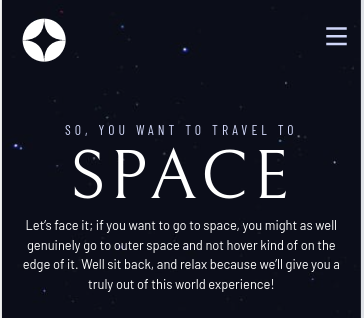 SO, YOU WANT TO TRAVEL TO
SPACE
Let’s face it; if you want to go to space, you might as well
genuinely go to outer space and not hover kind of on the
edge of it. Well sit back, and relax because we’ll give you a
truly out of this world experience!